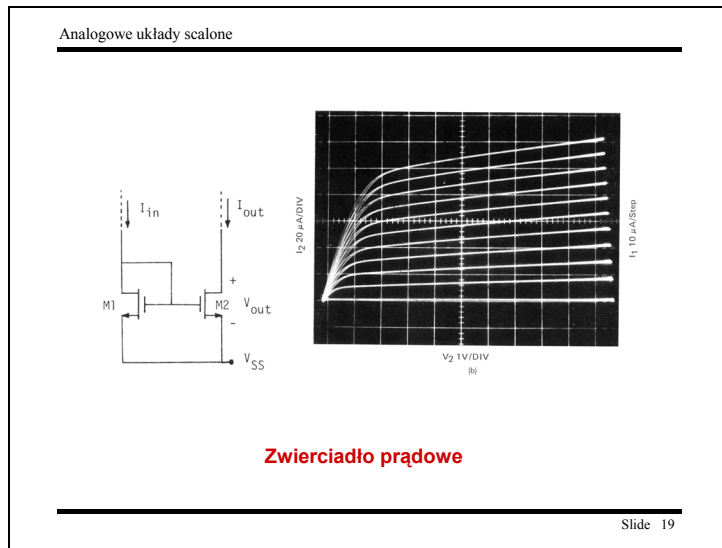 Analogowe układy scalone
I_in
I_out
M1
M2
+
V_out
-
V_SS
I₂ 20 μA/DIV
I₁ 10 μA/Step
V₂ 1V/DIV
(b)
Zwierciadło prądowe
Slide 19